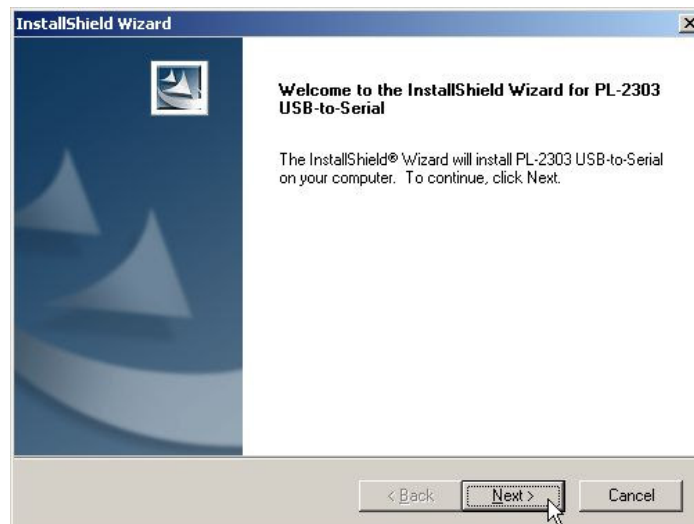 InstallShield Wizard
Welcome to the InstallShield Wizard for PL-2303
USB-to-Serial
The InstallShield® Wizard will install PL-2303 USB-to-Serial
on your computer. To continue, click Next.
< Back
Next >
Cancel